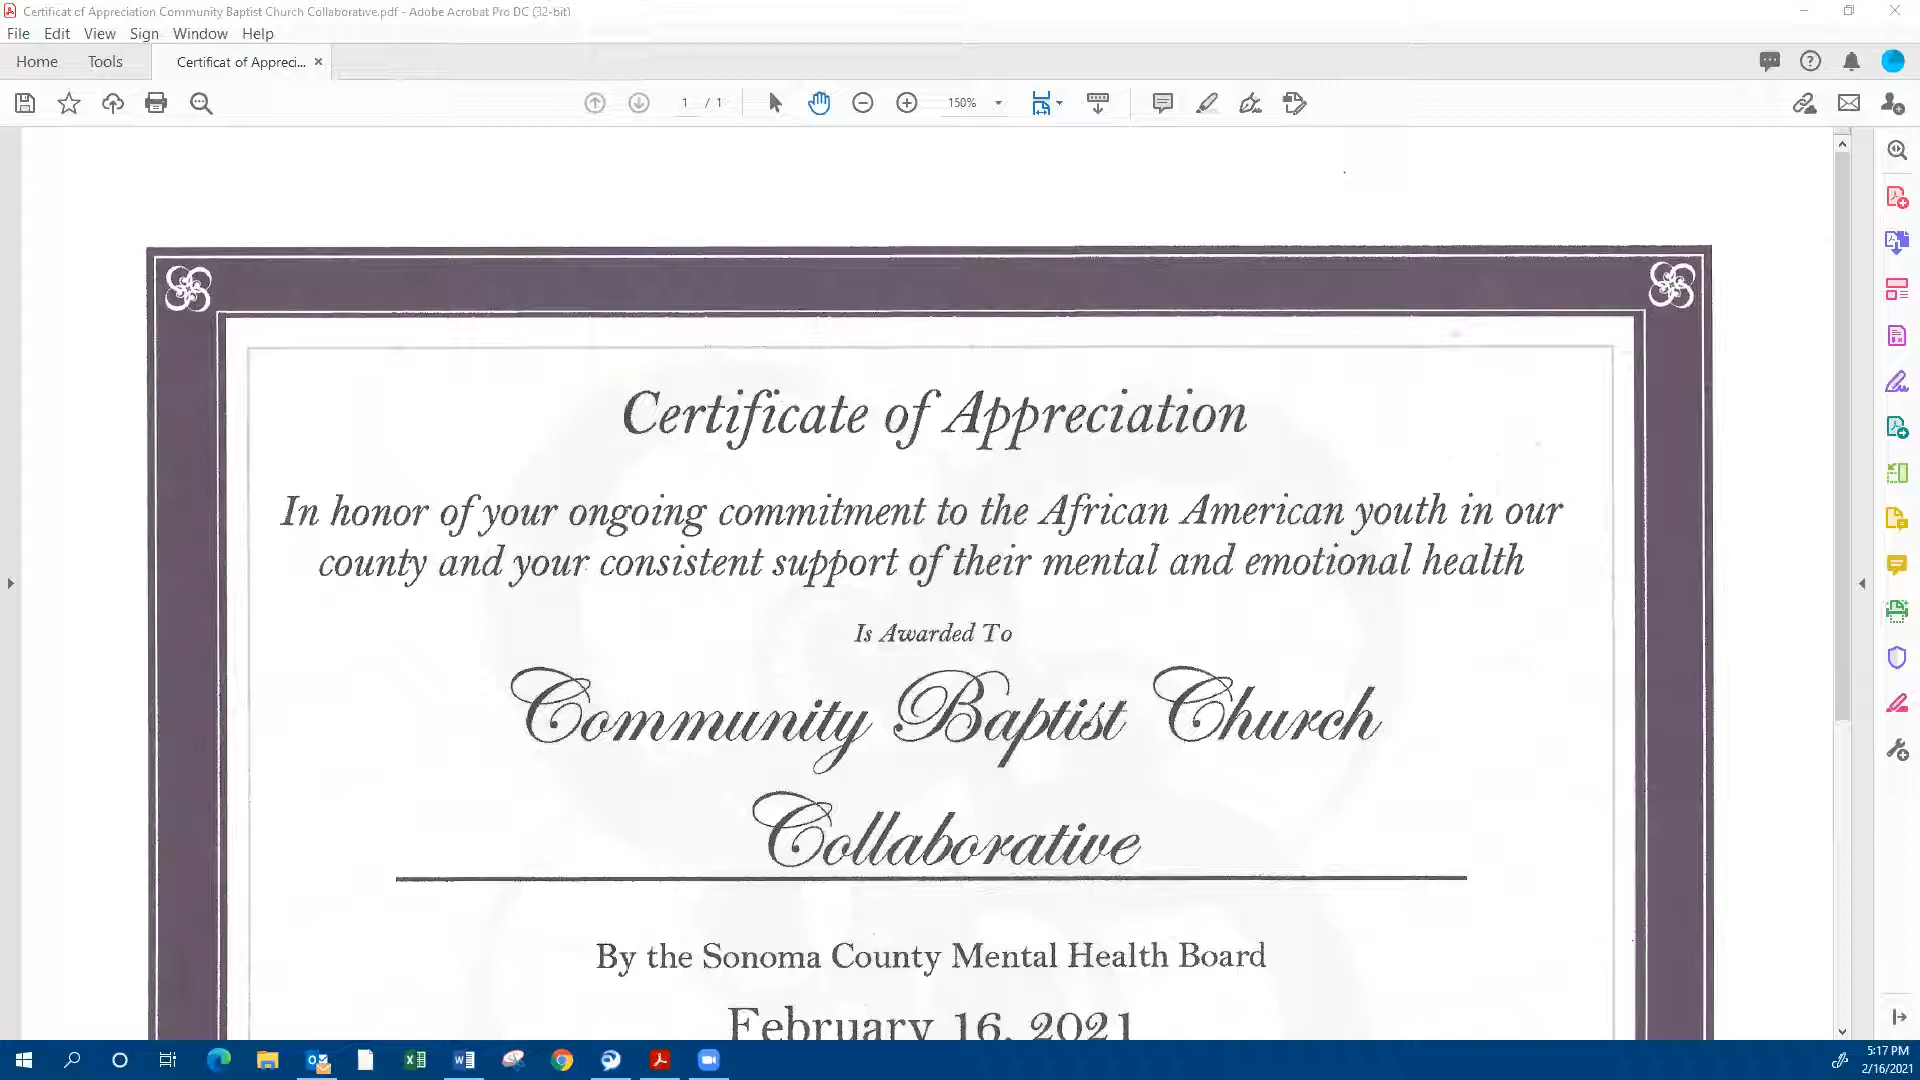 Certificat of Appreciation Community Baptist Church Collaborative.pdf - Adobe Acrobat Pro DC (32-bit)
File Edit View Sign Window Help
Home Tools Certificat of Appreci... ×
1 / 1 150%
Certificate of Appreciation
In honor of your ongoing commitment to the African American youth in our
county and your consistent support of their mental and emotional health
Is Awarded To
Community Baptist Church
Collaborative
By the Sonoma County Mental Health Board
February 16, 2021
5:17 PM
2/16/2021